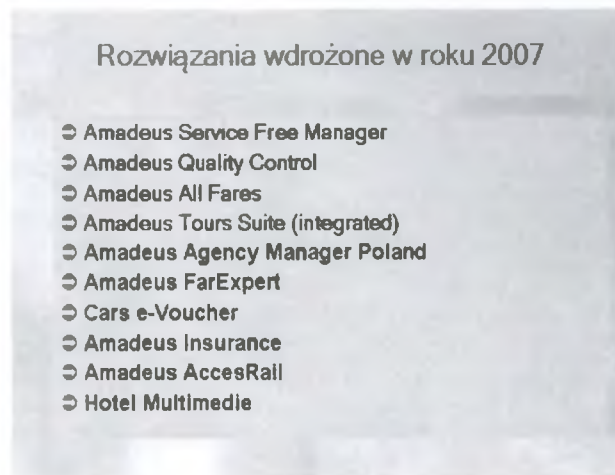 Rozwiązania wdrożone w roku 2007
Amadeus Service Free Manager
Amadeus Quality Control
Amadeus All Fares
Amadeus Tours Suite (integrated)
Amadeus Agency Manager Poland
Amadeus FarExpert
Cars e-Voucher
Amadeus Insurance
Amadeus AccesRail
Hotel Multimedie